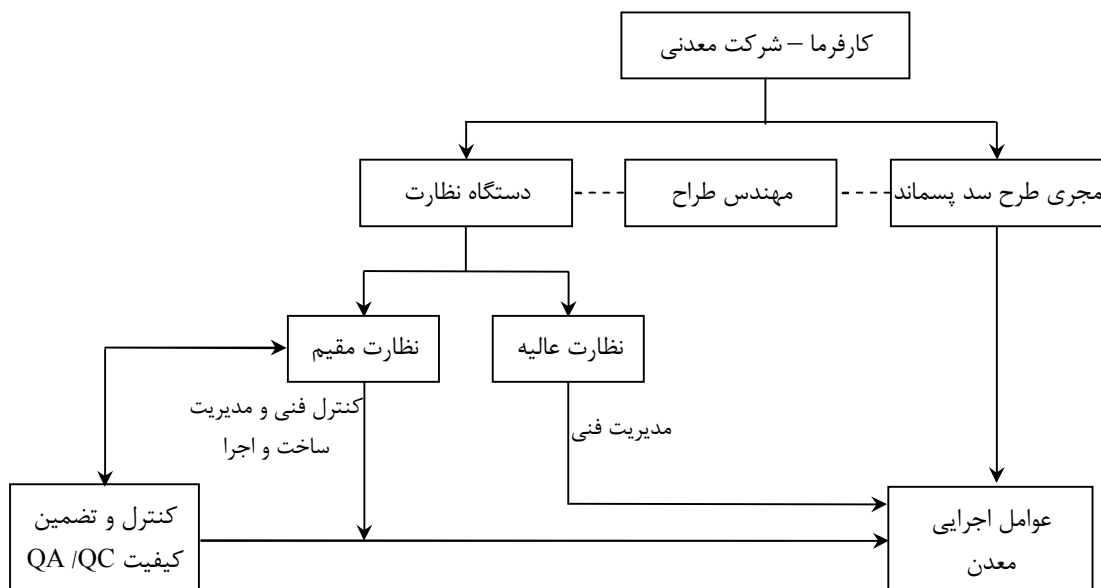 کارفرما – شرکت معدنی
مجری طرح سد پسماند
مهندس طراح
دستگاه نظارت
نظارت عالیه
نظارت مقیم
مدیریت فنی
کنترل فنی و مدیریت
ساخت و اجرا
عوامل اجرایی
معدن
کنترل و تضمین
کیفیت QA /QC